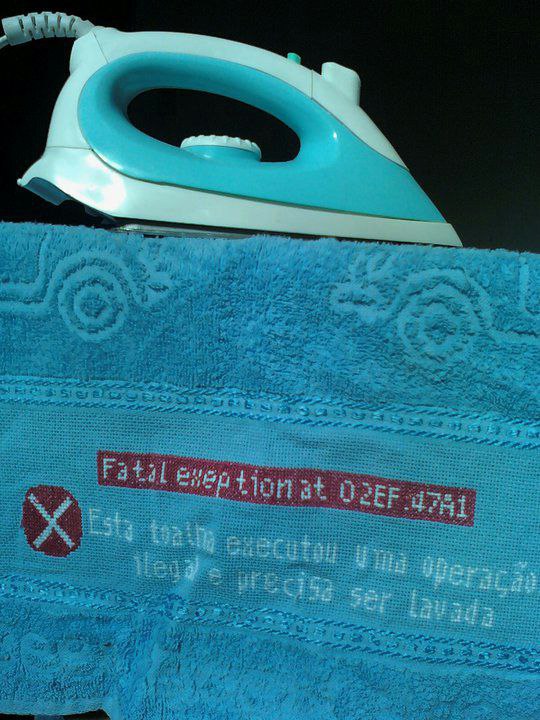 Fatal exeption at 02EF.47A1
Esta toalha executou uma operação
ilegal e precisa ser lavada